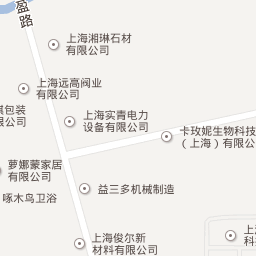 盈
路
上海湘琳石材
有限公司
上海远高阀业
有限公司
包装
限公司
上海实青电力
设备有限公司
卡玫妮生物科技
（上海）有限公
萝娜蒙家居
有限公司
益三多机械制造
啄木鸟卫浴
上海俊尔新
材料有限公司
上海
科